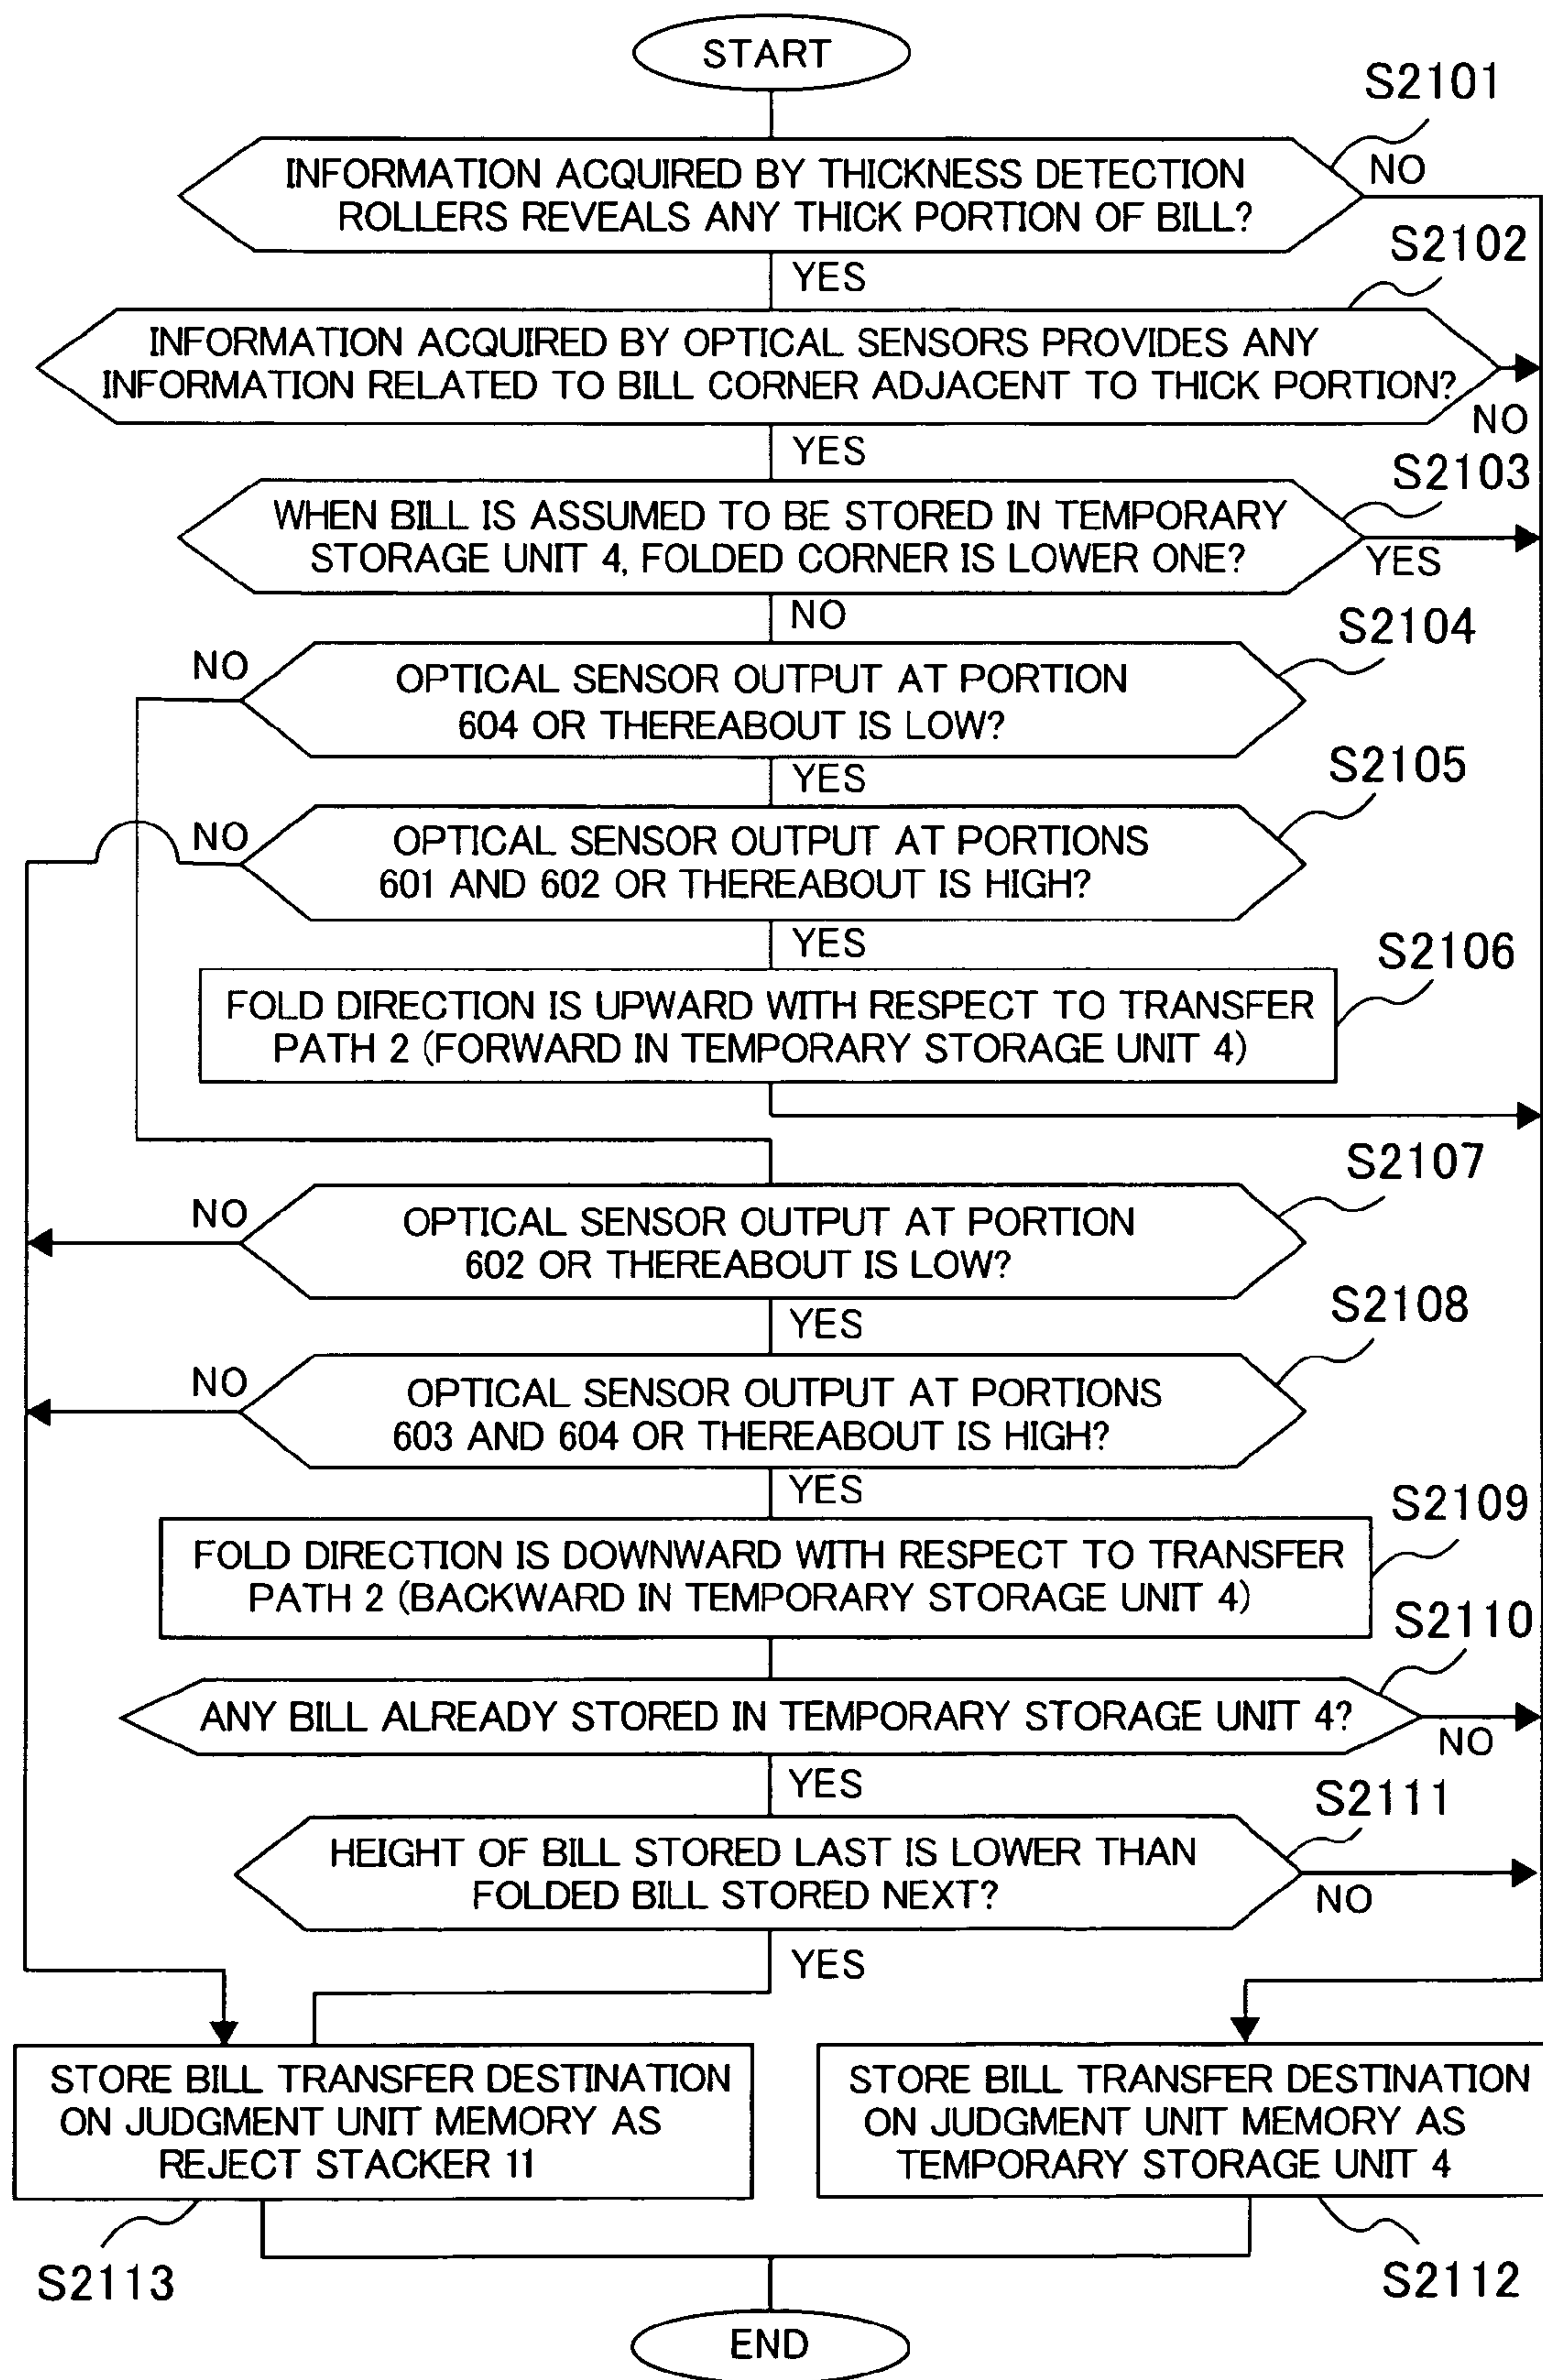 START
S2101
INFORMATION ACQUIRED BY THICKNESS DETECTION
ROLLERS REVEALS ANY THICK PORTION OF BILL?
NO
YES
S2102
INFORMATION ACQUIRED BY OPTICAL SENSORS PROVIDES ANY
INFORMATION RELATED TO BILL CORNER ADJACENT TO THICK PORTION?
NO
YES
S2103
WHEN BILL IS ASSUMED TO BE STORED IN TEMPORARY
STORAGE UNIT 4, FOLDED CORNER IS LOWER ONE?
YES
NO
S2104
NO
OPTICAL SENSOR OUTPUT AT PORTION
604 OR THEREABOUT IS LOW?
YES
S2105
NO
OPTICAL SENSOR OUTPUT AT PORTIONS
601 AND 602 OR THEREABOUT IS HIGH?
YES
S2106
FOLD DIRECTION IS UPWARD WITH RESPECT TO TRANSFER
PATH 2 (FORWARD IN TEMPORARY STORAGE UNIT 4)
S2107
NO
OPTICAL SENSOR OUTPUT AT PORTION
602 OR THEREABOUT IS LOW?
YES
S2108
NO
OPTICAL SENSOR OUTPUT AT PORTIONS
603 AND 604 OR THEREABOUT IS HIGH?
YES
S2109
FOLD DIRECTION IS DOWNWARD WITH RESPECT TO TRANSFER
PATH 2 (BACKWARD IN TEMPORARY STORAGE UNIT 4)
S2110
ANY BILL ALREADY STORED IN TEMPORARY STORAGE UNIT 4?
NO
YES
S2111
HEIGHT OF BILL STORED LAST IS LOWER THAN
FOLDED BILL STORED NEXT?
NO
YES
STORE BILL TRANSFER DESTINATION
ON JUDGMENT UNIT MEMORY AS
REJECT STACKER 11
S2113
STORE BILL TRANSFER DESTINATION
ON JUDGMENT UNIT MEMORY AS
TEMPORARY STORAGE UNIT 4
S2112
END